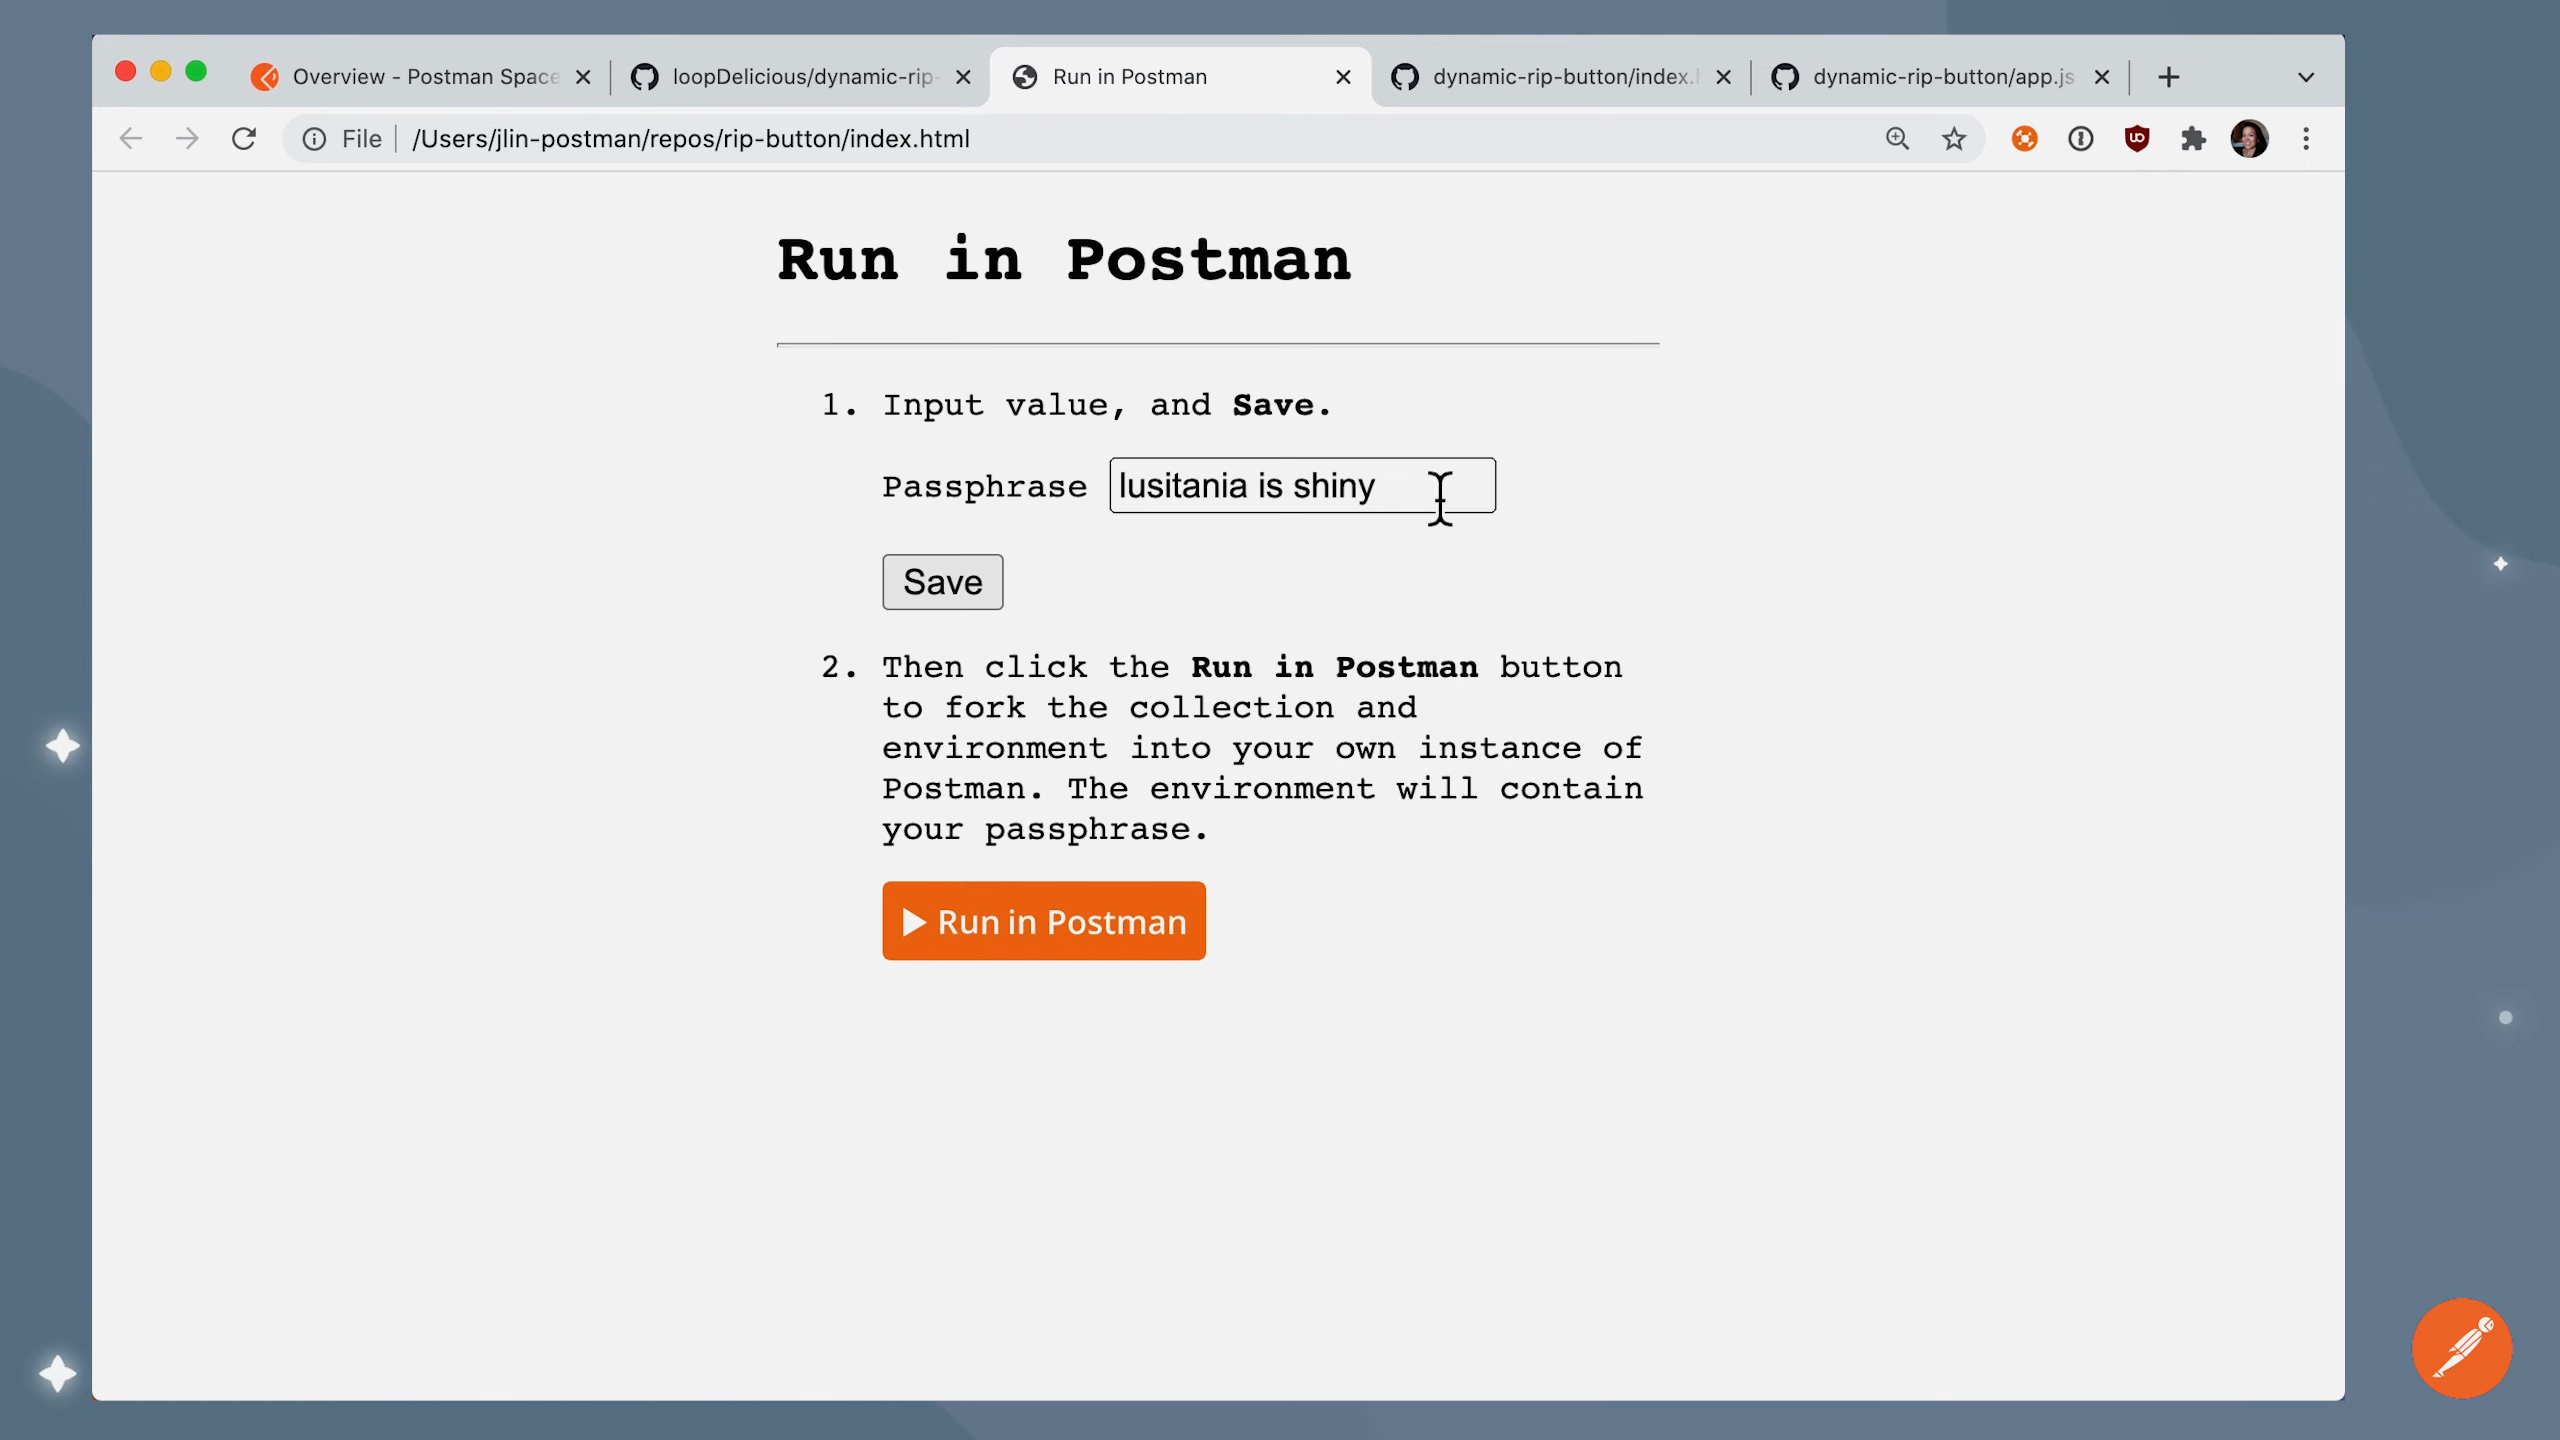 Overview - Postman Space
loopDelicious/dynamic-rip-
Run in Postman
dynamic-rip-button/index.h
dynamic-rip-button/app.js
File
/Users/jlin-postman/repos/rip-button/index.html
Run in Postman
1. Input value, and Save.
Passphrase lusitania is shiny
Save
2. Then click the Run in Postman button
to fork the collection and
environment into your own instance of
Postman. The environment will contain
your passphrase.
Run in Postman